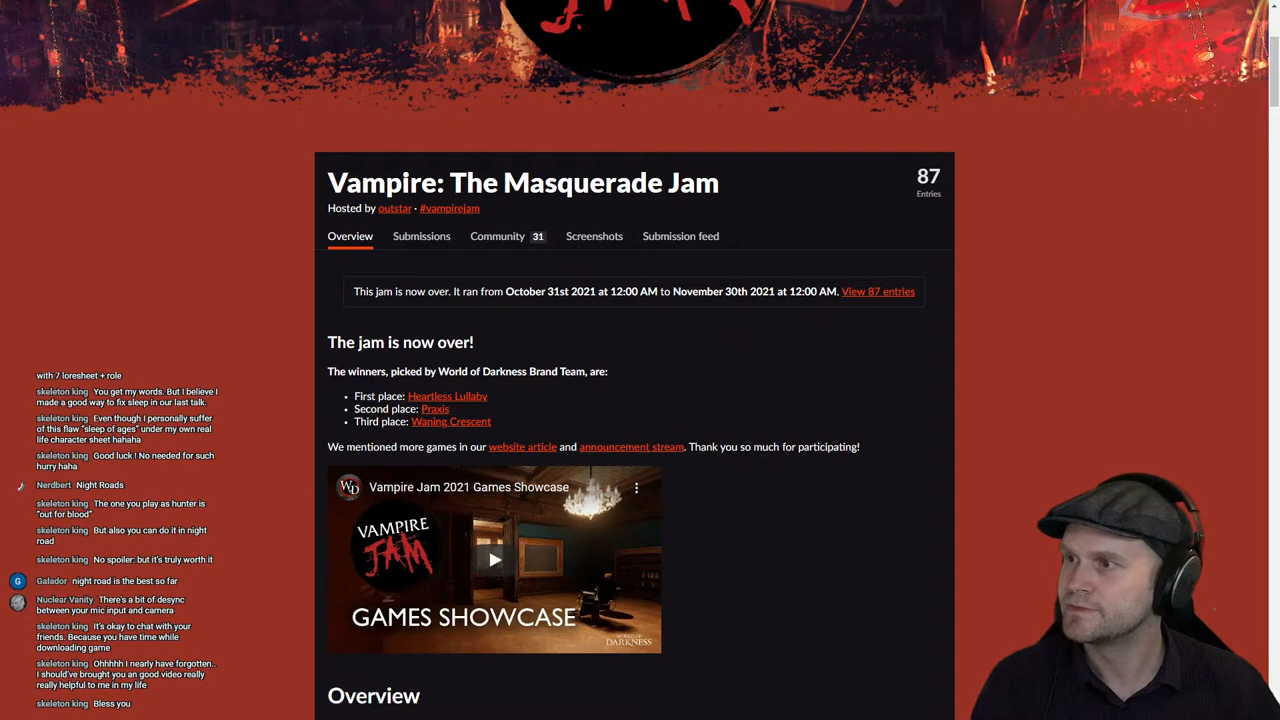 Vampire: The Masquerade Jam
87
Entries
Hosted by outstar · #vampirejam
Overview
Submissions
Community 31
Screenshots
Submission feed
This jam is now over. It ran from October 31st 2021 at 12:00 AM to November 30th 2021 at 12:00 AM. View 87 entries
The jam is now over!
The winners, picked by World of Darkness Brand Team, are:
• First place: Heartless Lullaby
• Second place: Praxis
• Third place: Waning Crescent
We mentioned more games in our website article and announcement stream. Thank you so much for participating!
WD
Vampire Jam 2021 Games Showcase
VAMPIRE
JAM
GAMES SHOWCASE
WORLD OF
DARKNESS
Overview
with 7 loresheet + role
skeleton king You get my words. But I believe I
made a good way to fix sleep in our last talk.
skeleton king Even though I personally suffer
of this flaw "sleep of ages" under my own real
life character sheet hahaha
skeleton king Good luck ! No needed for such
hurry haha
Nerdbert Night Roads
skeleton king The one you play as hunter is
"out for blood"
skeleton king But also you can do it in night
road
skeleton king No spoiler: but it's truly worth it
G Galador night road is the best so far
Nuclear Vanity There's a bit of desync
between your mic input and camera
skeleton king It's okay to chat with your
friends. Because you have time while
downloading game
skeleton king Ohhhhh I nearly have forgotten..
I should've brought you an good video really
really helpful to me in my life
skeleton king Bless you